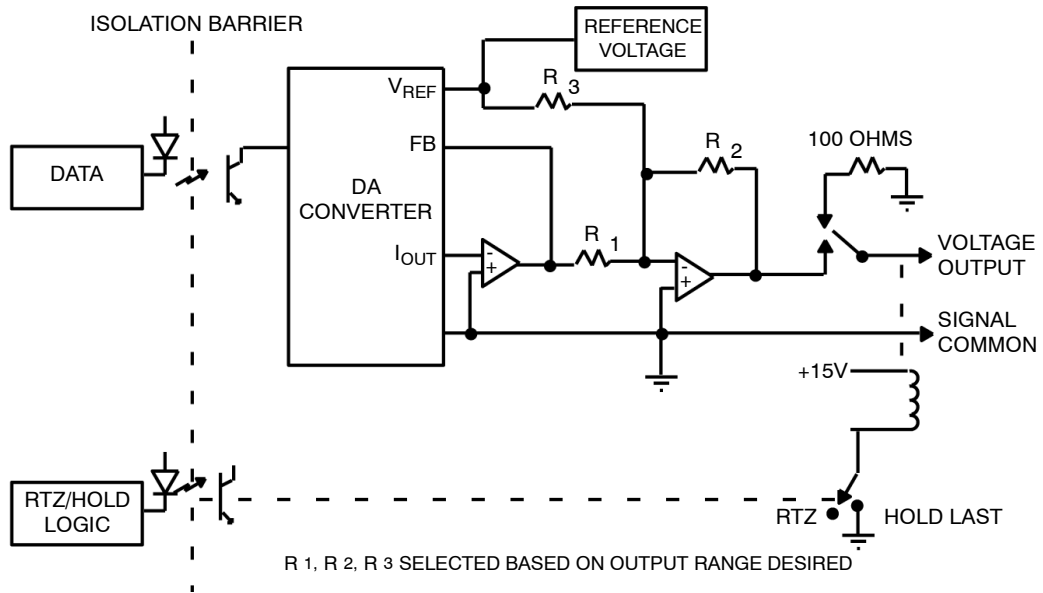 ISOLATION BARRIER
REFERENCE
VOLTAGE
VREF
R 3
FB
R 2
100 OHMS
DATA
DA
CONVERTER
R 1
IOUT
-
+
-
+
VOLTAGE
OUTPUT
SIGNAL
COMMON
+15V
RTZ/HOLD
LOGIC
RTZ
HOLD LAST
R 1, R 2, R 3 SELECTED BASED ON OUTPUT RANGE DESIRED